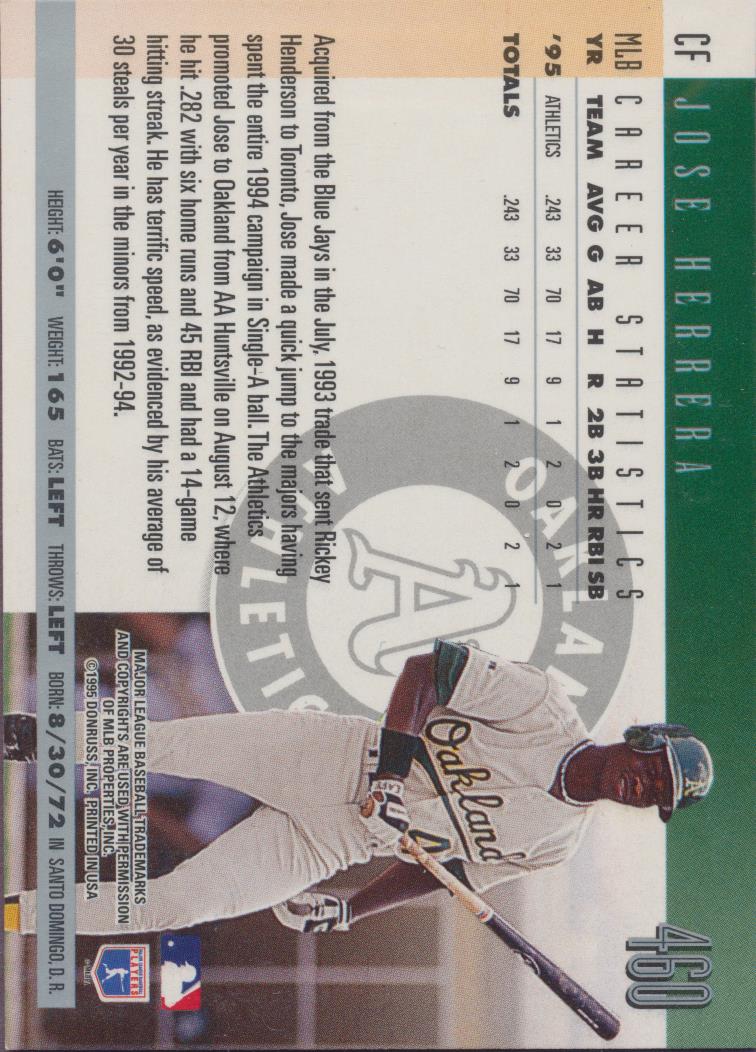 CF JOSE HERRERA
460
MLB CAREER STATISTICS
YR TEAM AVG G AB H R 2B 3B HR RBI SB
'95 ATHLETICS .243 33 70 17 9 1 2 0 2 1
TOTALS .243 33 70 17 9 1 2 0 2 1
OAKLAND
ATHLETICS
A's
Acquired from the Blue Jays in the July, 1993 trade that sent Rickey
Henderson to Toronto, Jose made a quick jump to the majors having
spent the entire 1994 campaign in Single-A ball. The Athletics
promoted Jose to Oakland from AA Huntsville on August 12, where
he hit .282 with six home runs and 45 RBI and had a 14-game
hitting streak. He has terrific speed, as evidenced by his average of
30 steals per year in the minors from 1992-94.
A's
Oakland
4
MAJOR LEAGUE BASEBALL TRADEMARKS
AND COPYRIGHTS ARE USED WITH PERMISSION
OF MLB PROPERTIES, INC.
©1995 DONRUSS, INC. PRINTED IN USA
MAJOR LEAGUE BASEBALL
PLAYERS
©MLBPA
HEIGHT: 6'0" WEIGHT: 165 BATS: LEFT THROWS: LEFT BORN: 8/30/72 IN SANTO DOMINGO, D. R.